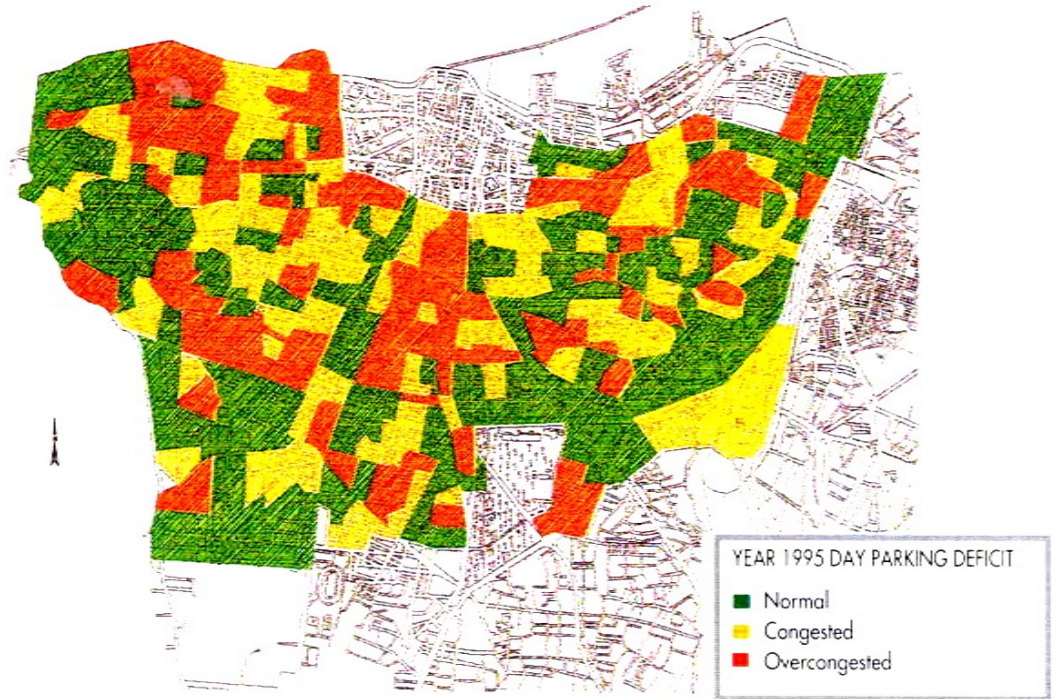 YEAR 1995 DAY PARKING DEFICIT
Normal
Congested
Overcongested